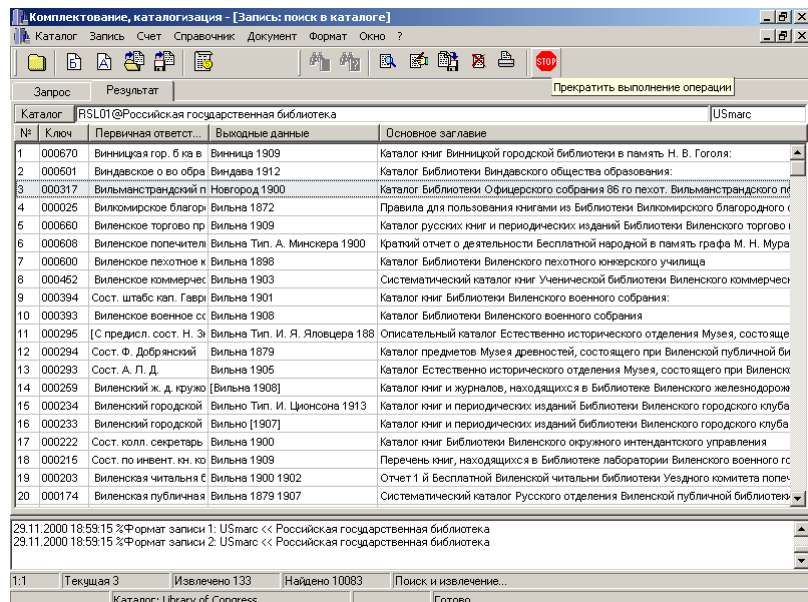 Комплектование, каталогизация - [Запись: поиск в каталоге]
Каталог Запись Счет Справочник Документ Формат Окно ?
Б А STOP
Прекратить выполнение операции
Запрос Результат
Каталог RSL01@Российская государственная библиотека USmarc
№ Ключ Первичная ответст... Выходные данные Основное заглавие
1 000670 Винницкая гор. б ка в Винница 1909 Каталог книг Винницкой городской библиотеки в память Н. В. Гоголя:
2 000501 Виндавское о во обра Виндава 1912 Каталог Библиотеки Виндавского общества образования:
3 000317 Вильманстрандский п Новгород 1900 Каталог Библиотеки Офицерского собрания 86 го пехот. Вильманстрандского
4 000025 Вилкомирское благор Вильна 1872 Правила для пользования книгами из Библиотеки Вилкомирского благородного
5 000660 Виленское торгово пр Вильна 1909 Каталог русских книг и периодических изданий Библиотеки Виленского торгово
6 000608 Виленское попечител Вильна Тип. А. Минскера 1900 Краткий отчет о деятельности Бесплатной народной в память графа М. Н. Мура
7 000600 Виленское пехотное к Вильна 1898 Каталог Библиотеки Виленского пехотного юнкерского училища
8 000452 Виленское коммерчес Вильна 1903 Систематический каталог книг Ученической библиотеки Виленского коммерчес
9 000394 Сост. штабс кап. Гаври Вильна 1901 Каталог книг Библиотеки Виленского военного собрания:
10 000393 Виленское военное сс Вильна 1908 Каталог Библиотеки Виленского военного собрания
11 000295 [С предисл. сост. Н. Вильна Тип. И. Я. Яловцера 188 Описательный каталог Естественно исторического отделения Музея, состояще
12 000294 Сост. Ф. Добрянский Вильна 1879 Каталог предметов Музея древностей, состоящего при Виленской публичной би
13 000293 Сост. А. П. Д. Вильна 1905 Каталог Естественно исторического отделения Музея, состоящего при Виленск
14 000259 Виленский ж. д. кружо [Вильна 1908] Каталог книг и журналов, находящихся в Библиотеке Виленского железнодорож
15 000234 Виленский городской Вильно Тип. И. Ционсона 1913 Каталог книг и периодических изданий Библиотеки Виленского городского клуба
16 000233 Виленский городской Вильно [1907] Каталог книг и периодических изданий Библиотеки Виленского городского клуба
17 000222 Сост. колл. секретарь Вильна 1900 Каталог книг Библиотеки Виленского окружного интендантского управления
18 000215 Сост. по инвент. кн. ко Вильна 1909 Перечень книг, находящихся в Библиотеке лаборатории Виленского военного го
19 000203 Виленская читальня б Вильна 1900 1902 Отчет 1 й Бесплатной Виленской читальни библиотеки Уездного комитета попеч
20 000174 Виленская публичная Вильна 1879 1907 Систематический каталог Русского отделения Виленской публичной библиотек
29.11.2000 18:59:15 %Формат записи 1: USmarc << Российская государственная библиотека
29.11.2000 18:59:15 %Формат записи 2: USmarc << Российская государственная библиотека
1:1 Текущая 3 Извлечено 133 Найдено 10083 Поиск и извлечение...
Каталог: Library of Congress Готово